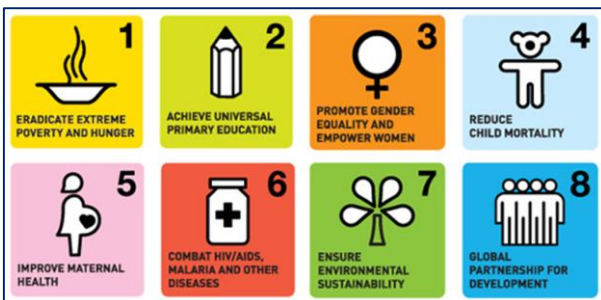 1
ERADICATE EXTREME
POVERTY AND HUNGER
2
ACHIEVE UNIVERSAL
PRIMARY EDUCATION
3
PROMOTE GENDER
EQUALITY AND
EMPOWER WOMEN
4
REDUCE
CHILD MORTALITY
5
IMPROVE MATERNAL
HEALTH
6
COMBAT HIV/AIDS,
MALARIA AND OTHER
DISEASES
7
ENSURE
ENVIRONMENTAL
SUSTAINABILITY
8
GLOBAL
PARTNERSHIP FOR
DEVELOPMENT